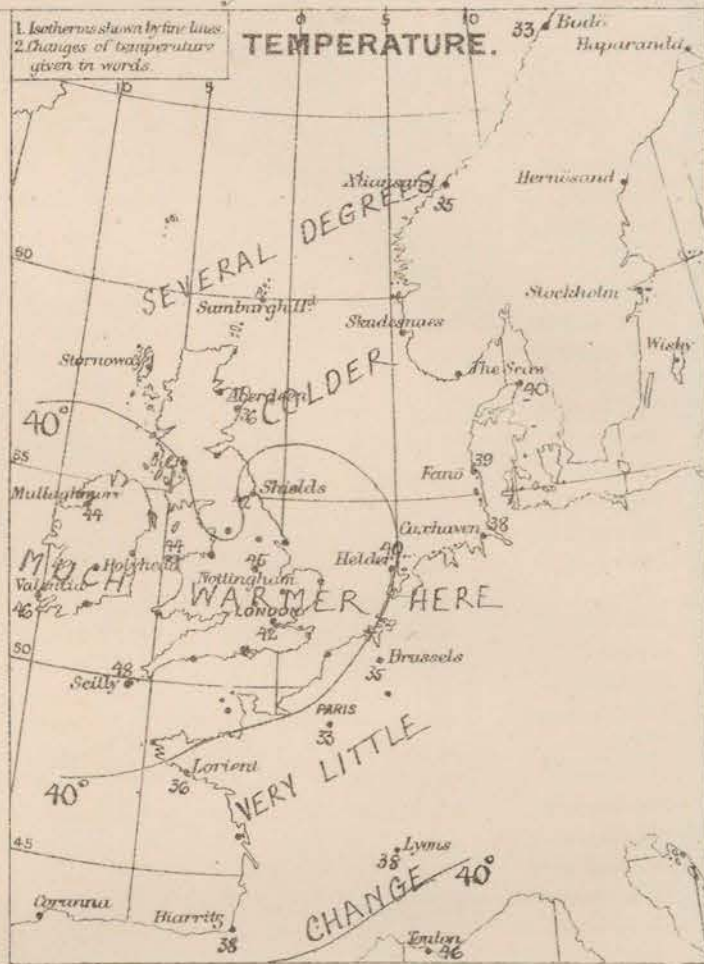 1. Isotherms shown by fine lines.
2. Changes of temperature
given in words.
TEMPERATURE.
10 5 0 5 10
33 Bodö
Haparanda
Xtiansund
35
Hernösand
SEVERAL DEGREES
60
Sumburgh Hd.
Stockholm
Skudesnaes
Wisby
Stornoway
COLDER
The Scaw
40
Aberdeen
36
40°
55
Fanö
39
Mullaghmore
44
Shields
Cuxhaven
38
44
Holyhead
45
Nottingham
Helder
40
MUCH
Valentia
46
WARMER HERE
LONDON
42
50
Brussels
35
48
Scilly
PARIS
33
Lorient
36
40°
VERY LITTLE
45
Lyons
38
40°
CHANGE
Corunna
Biarritz
38
Toulon
46